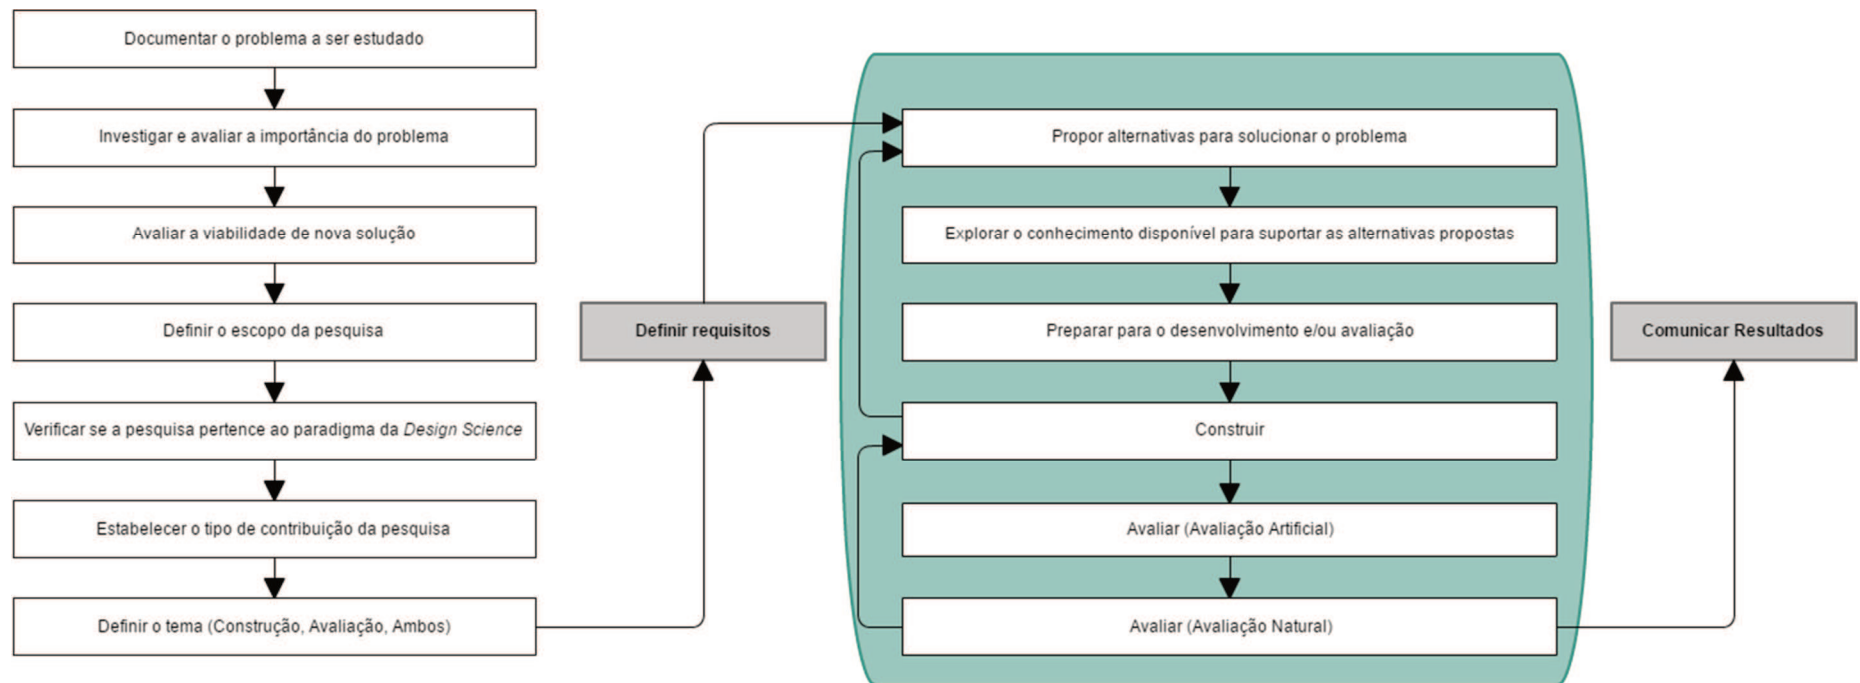 Documentar o problema a ser estudado
Investigar e avaliar a importância do problema
Avaliar a viabilidade de nova solução
Definir o escopo da pesquisa
Verificar se a pesquisa pertence ao paradigma da Design Science
Estabelecer o tipo de contribuição da pesquisa
Definir o tema (Construção, Avaliação, Ambos)
Definir requisitos
Propor alternativas para solucionar o problema
Explorar o conhecimento disponível para suportar as alternativas propostas
Preparar para o desenvolvimento e/ou avaliação
Construir
Avaliar (Avaliação Artificial)
Avaliar (Avaliação Natural)
Comunicar Resultados